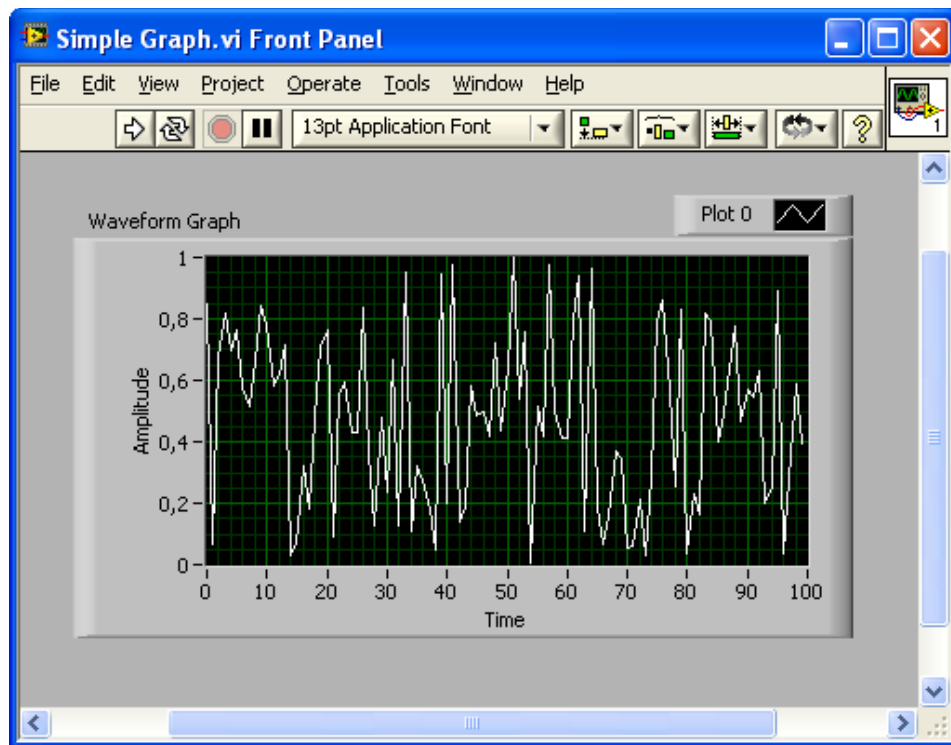 Simple Graph.vi Front Panel
File Edit View Project Operate Tools Window Help
13pt Application Font
1
Waveform Graph
Plot 0
Amplitude
1
0,8
0,6
0,4
0,2
0
0 10 20 30 40 50 60 70 80 90 100
Time